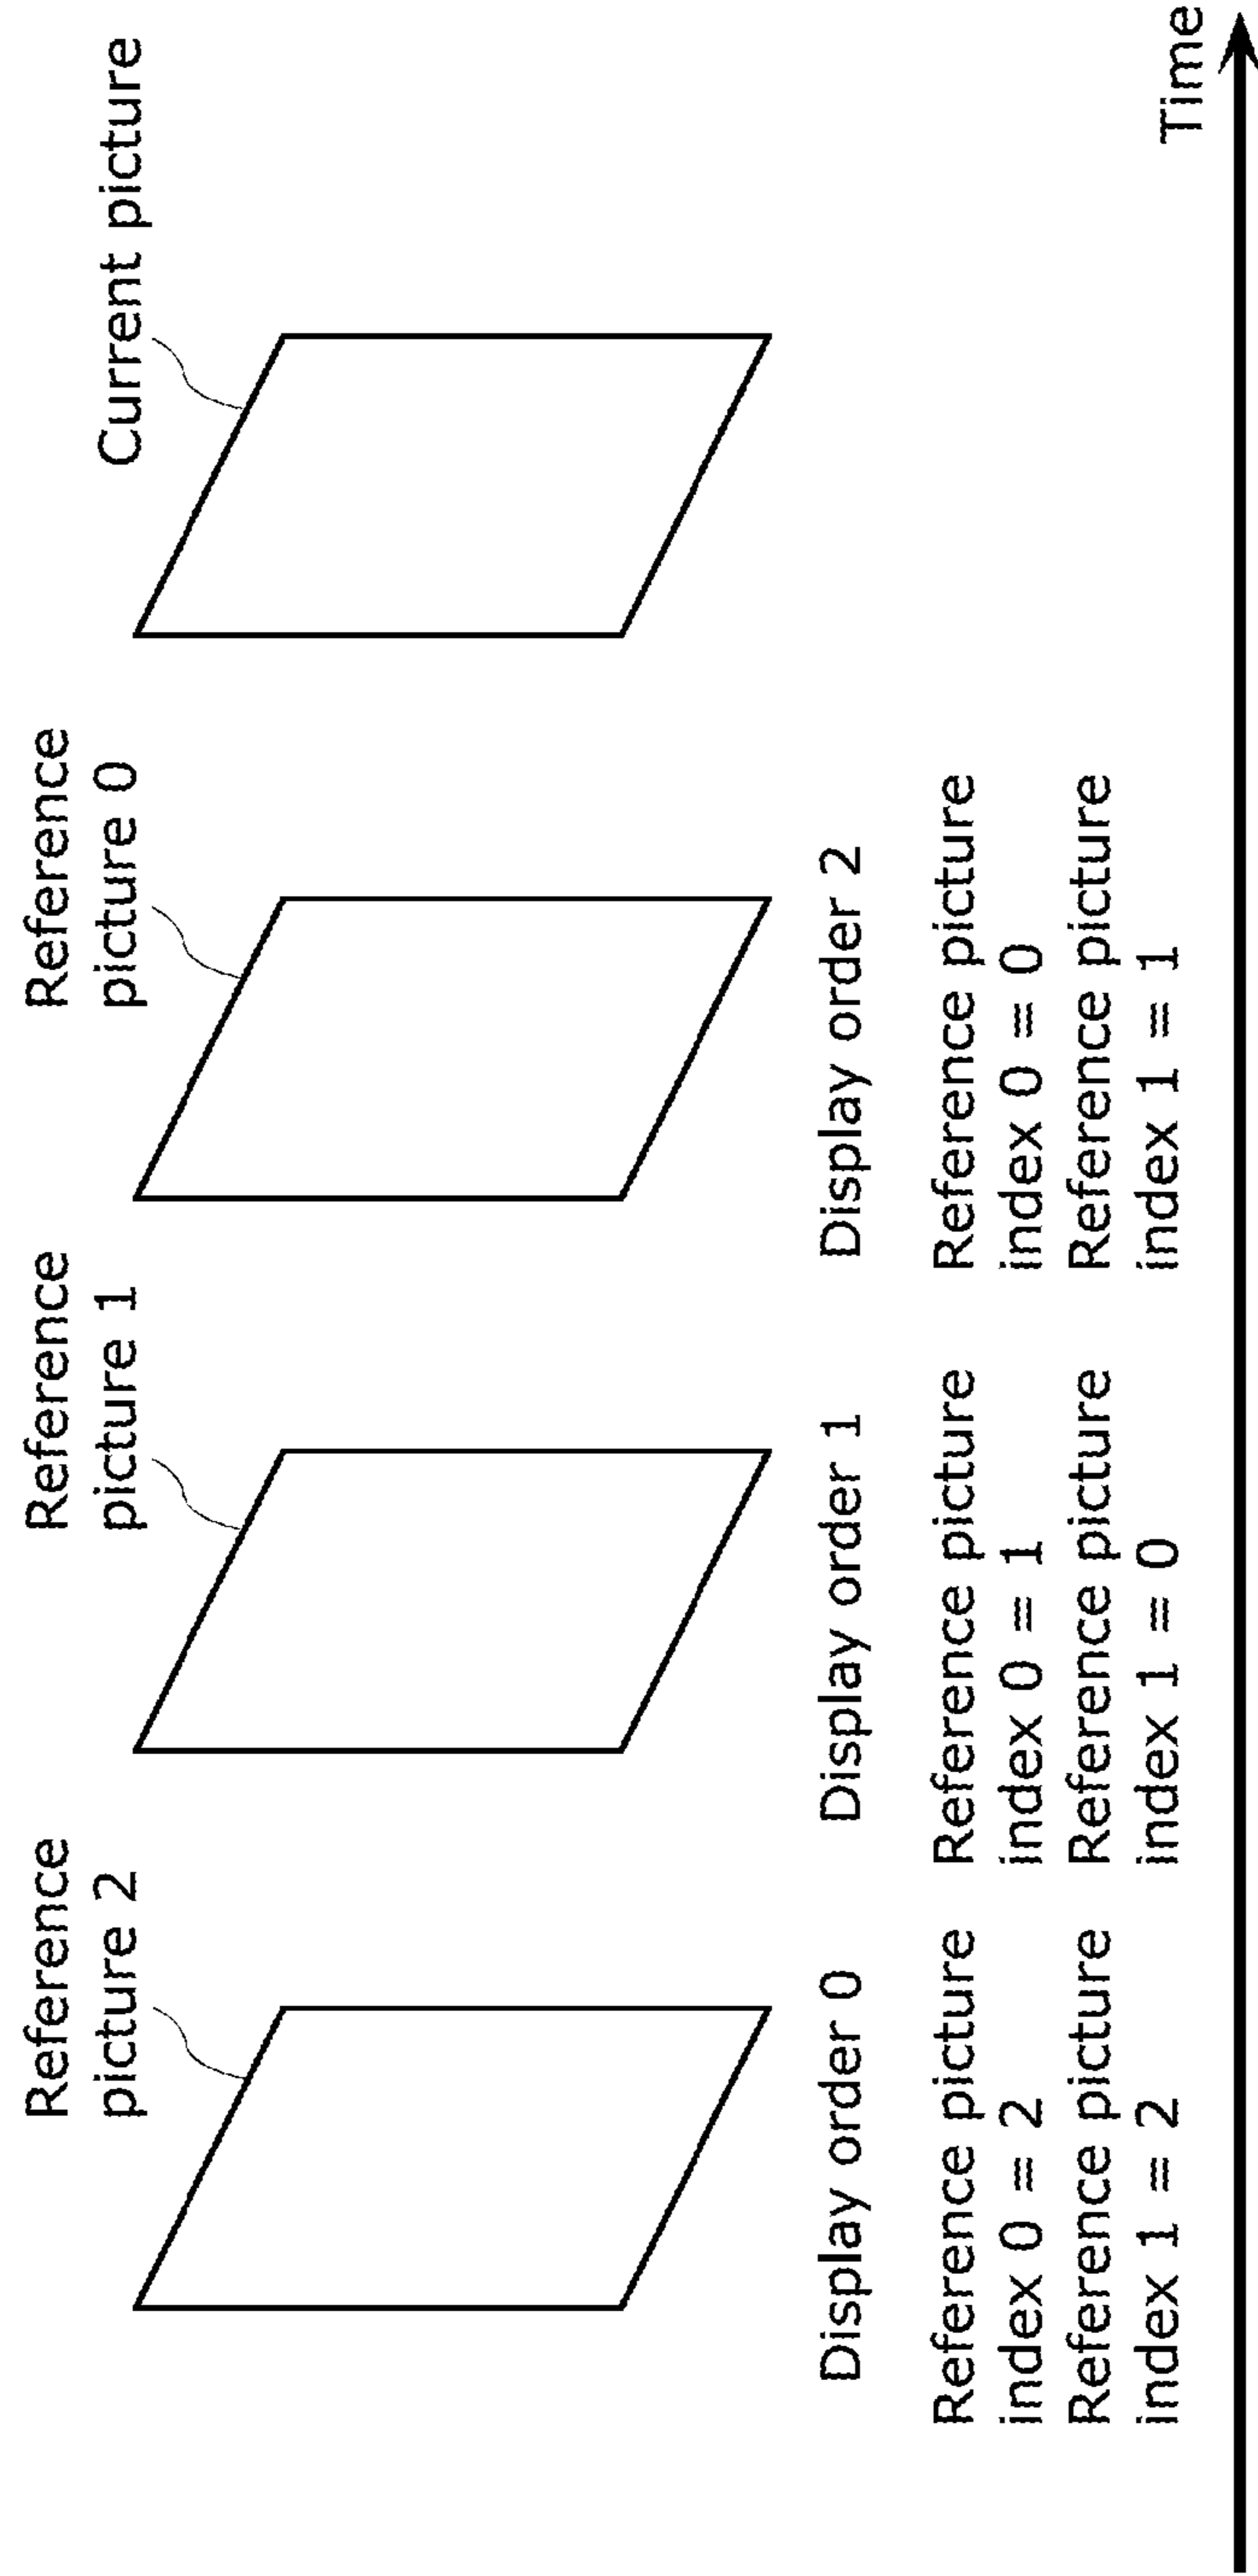 Reference
picture 2
Reference
picture 1
Reference
picture 0
Current picture
Display order 0
Display order 1
Display order 2
Reference picture
index 0 = 2
Reference picture
index 1 = 2
Reference picture
index 0 = 1
Reference picture
index 1 = 0
Reference picture
index 0 = 0
Reference picture
index 1 = 1
Time